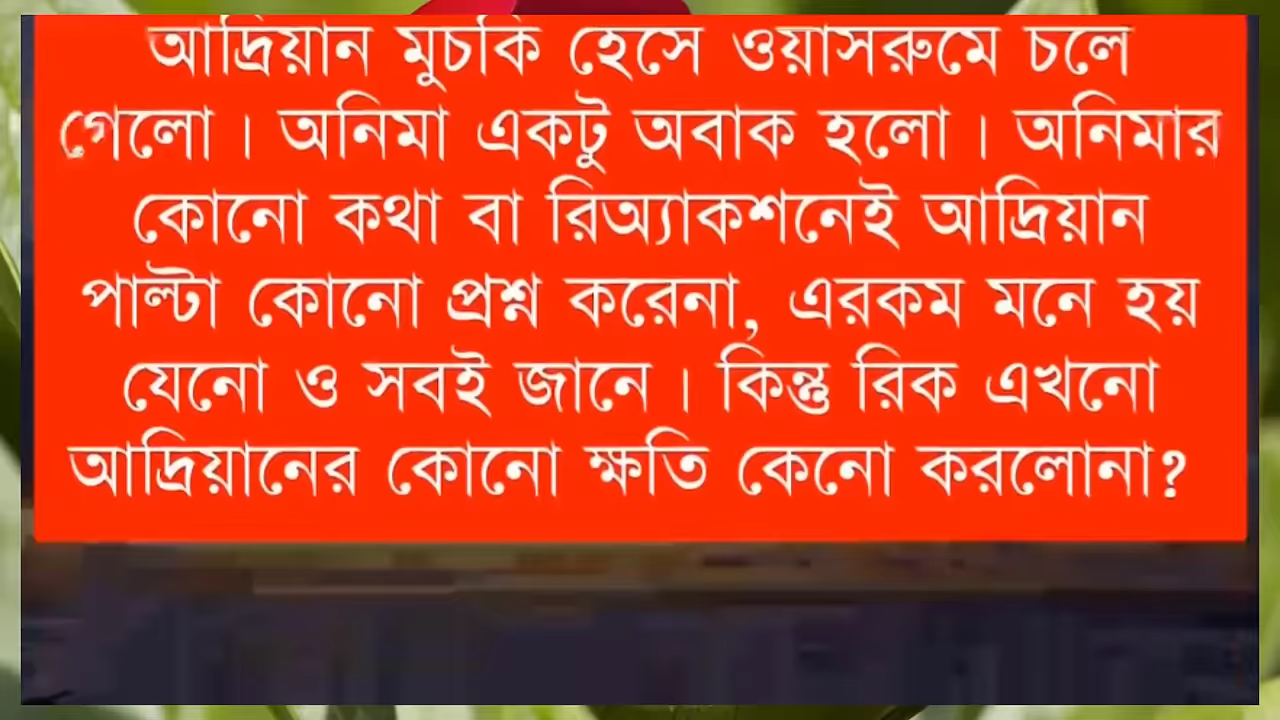 আদ্রিয়ান মুচকি হেসে ওয়াসরুমে চলে
গেলো। অনিমা একটু অবাক হলো। অনিমার
কোনো কথা বা রিঅ্যাকশনেই আদ্রিয়ান
পাল্টা কোনো প্রশ্ন করেনা, এরকম মনে হয়
যেনো ও সবই জানে। কিন্তু রিক এখনো
আদ্রিয়ানের কোনো ক্ষতি কেনো করলোনা?